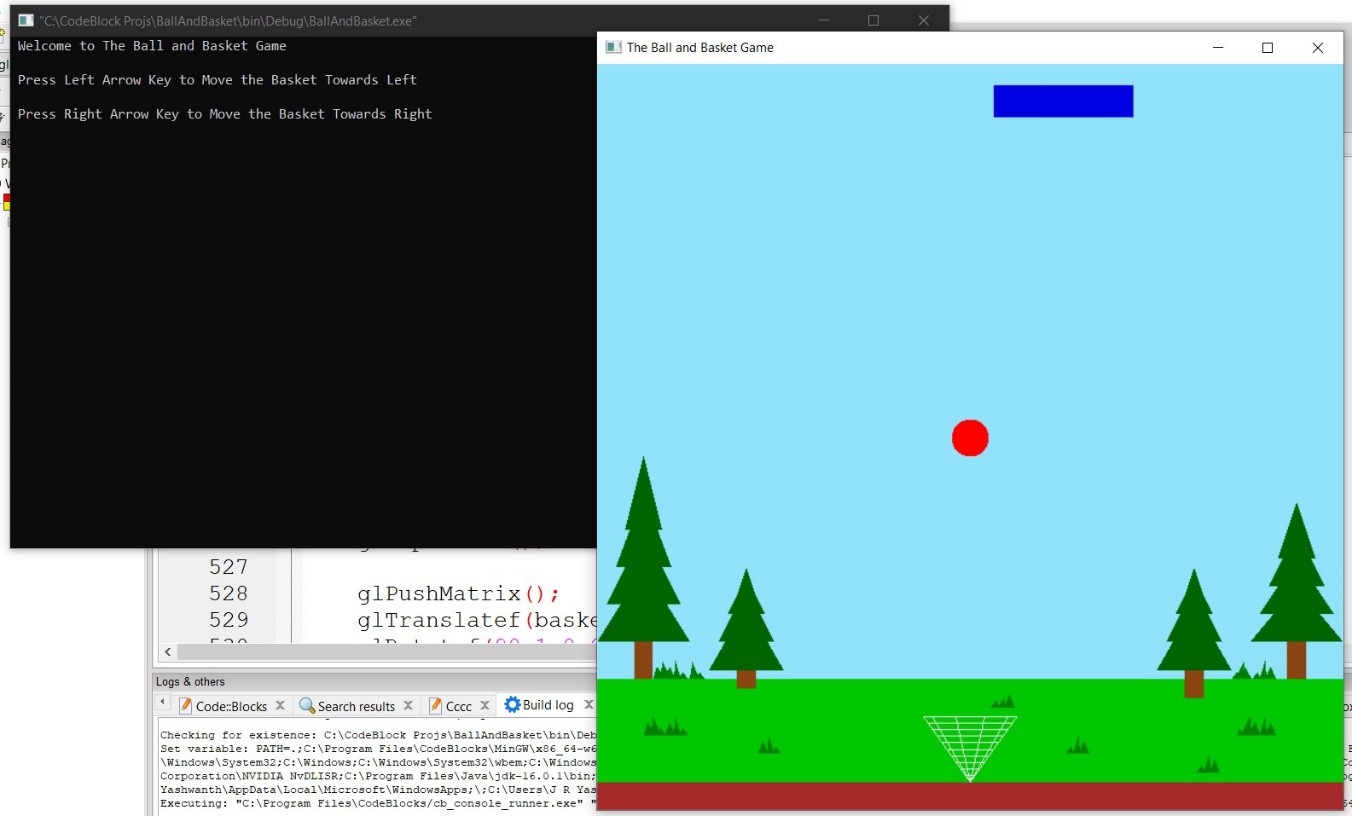 "C:\CodeBlock Projs\BallAndBasket\bin\Debug\BallAndBasket.exe"
Welcome to The Ball and Basket Game
Press Left Arrow Key to Move the Basket Towards Left
Press Right Arrow Key to Move the Basket Towards Right
The Ball and Basket Game
527
528 glPushMatrix();
529 glTranslatef(baske
Logs & others
Code::Blocks X Search results X Cccc X Build log X
Checking for existence: C:\CodeBlock Projs\BallAndBasket\bin\Deb
Set variable: PATH=.;C:\Program Files\CodeBlocks\MinGW\x86_64-w6
\Windows\System32;C:\Windows;C:\Windows\System32\wbem;C:\Windows
Corporation\NVIDIA NvDLISR;C:\Program Files\Java\jdk-16.0.1\bin;
Yashwanth\AppData\Local\Microsoft\WindowsApps;\;C:\Users\J R Yas
Executing: "C:\Program Files\CodeBlocks/cb_console_runner.exe" "